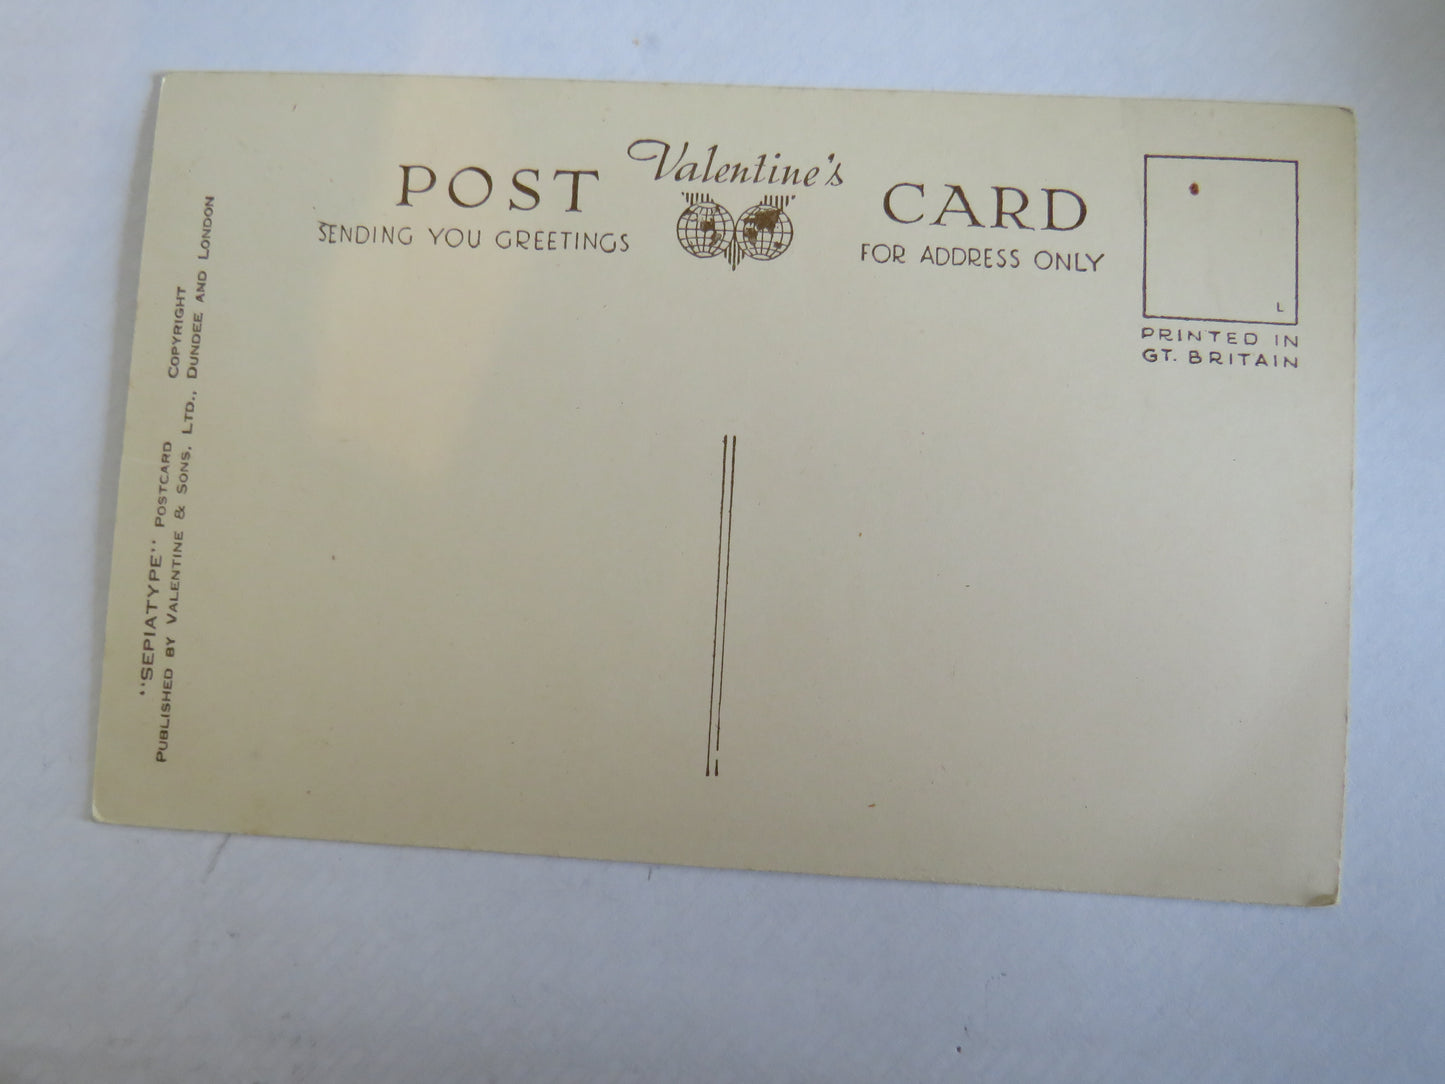 POST Valentine's CARD
SENDING YOU GREETINGS
FOR ADDRESS ONLY
L
PRINTED IN
GT. BRITAIN
"SEPIATYPE" POSTCARD COPYRIGHT
PUBLISHED BY VALENTINE & SONS, LTD., DUNDEE AND LONDON